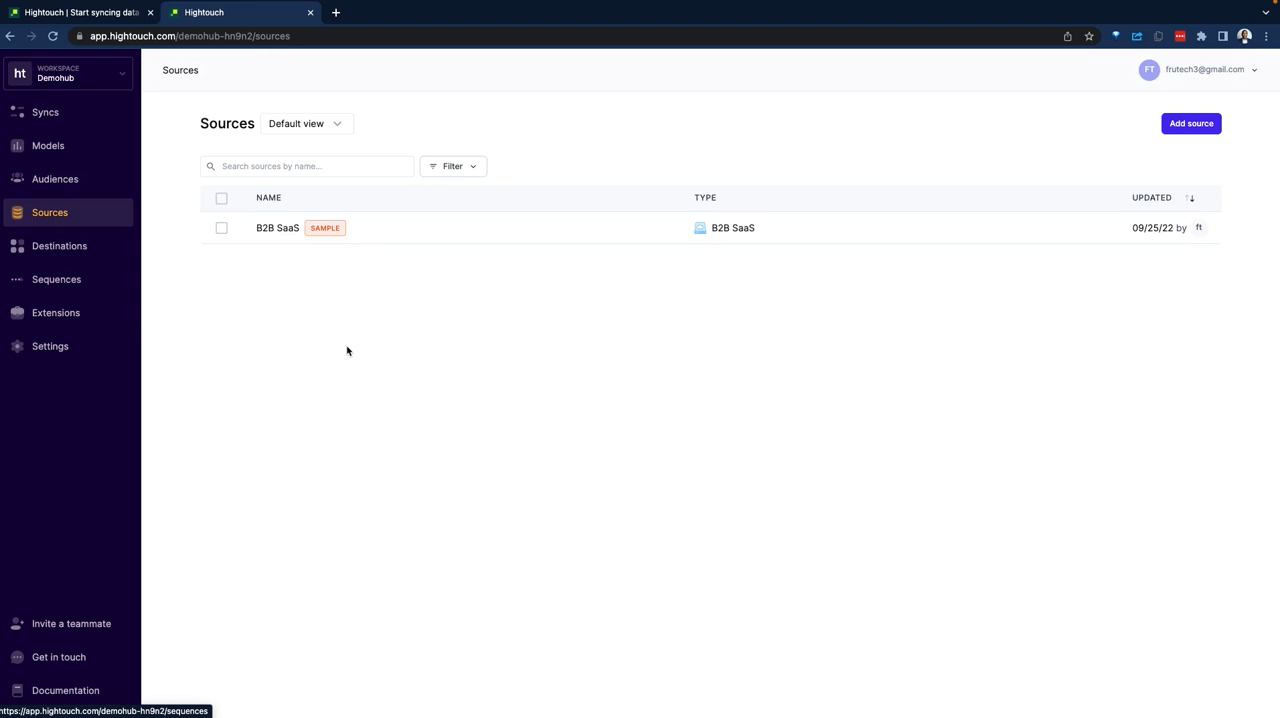 Hightouch | Start syncing data
Hightouch
app.hightouch.com/demohub-hn9n2/sources
ht
WORKSPACE
Demohub
Sources
FT
frutech3@gmail.com
Syncs
Models
Audiences
Sources
Destinations
Sequences
Extensions
Settings
Sources
Default view
Add source
Search sources by name...
Filter
NAME
TYPE
UPDATED
B2B SaaS
SAMPLE
B2B SaaS
09/25/22 by
ft
Invite a teammate
Get in touch
Documentation
https://app.hightouch.com/demohub-hn9n2/sequences